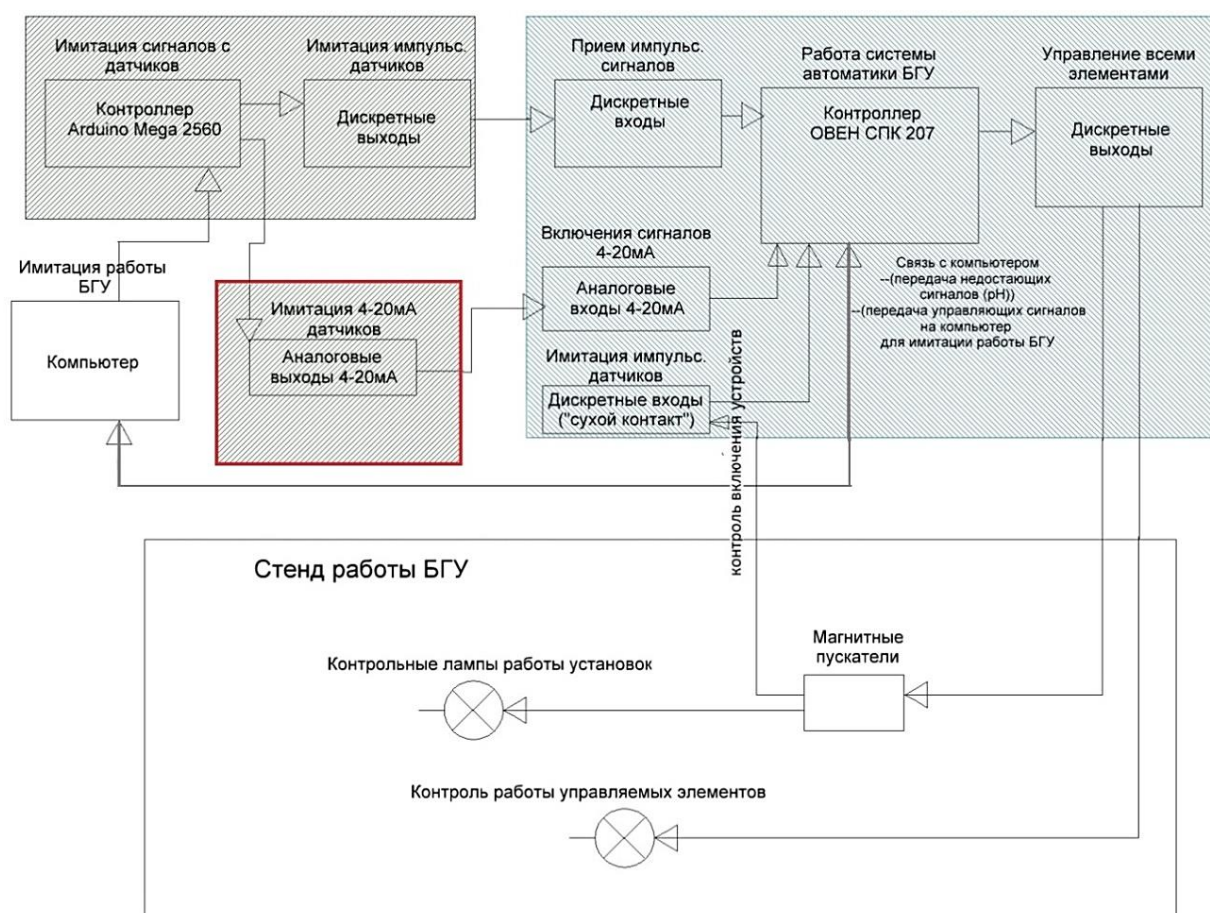 Имитация сигналов с
датчиков
Контроллер
Arduino Mega 2560
Имитация импульс.
датчиков
Дискретные
выходы
Прием импульс.
сигналов
Дискретные
входы
Работа системы
автоматики БГУ
Контроллер
ОВЕН СПК 207
Управление всеми
элементами
Дискретные
выходы
Имитация работы
БГУ
Компьютер
Имитация 4-20мА
датчиков
Аналоговые
выходы 4-20мА
Включения сигналов
4-20мА
Аналоговые
входы 4-20мА
Имитация импульс.
датчиков
Дискретные входы
("сухой контакт")
Связь с компьютером
--(передача недостающих
сигналов (рН))
--(передача управляющих сигналов
на компьютер
для имитации работы БГУ
контроль включения устройств
Стенд работы БГУ
Магнитные
пускатели
Контрольные лампы работы установок
Контроль работы управляемых элементов